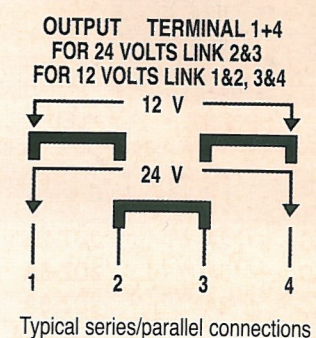 OUTPUT TERMINAL 1+4
FOR 24 VOLTS LINK 2&3
FOR 12 VOLTS LINK 1&2, 3&4
12 V
24 V
1 2 3 4
Typical series/parallel connections